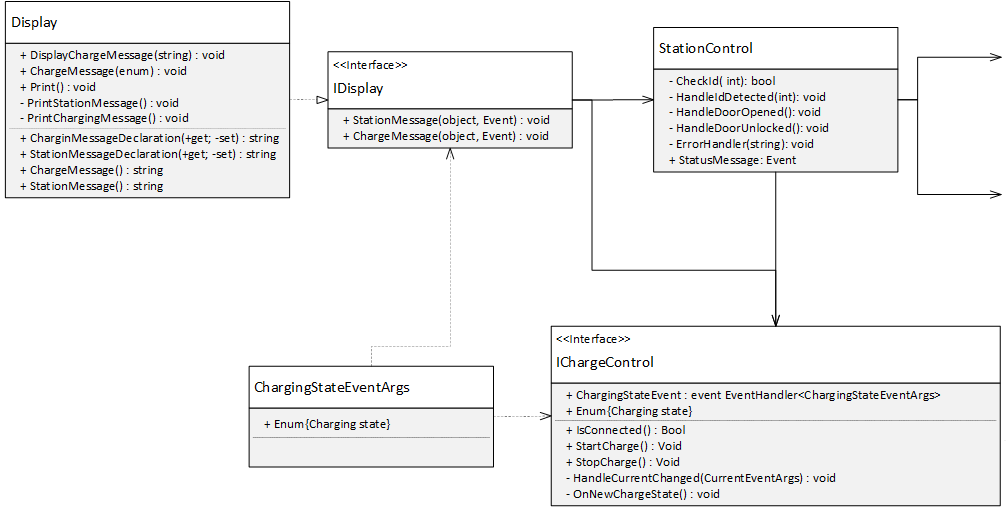 Display
+ DisplayChargeMessage(string) : void
+ ChargeMessage(enum) : void
+ Print() : void
- PrintStationMessage() : void
- PrintChargingMessage() : void
+ CharginMessageDeclaration(+get; -set) : string
+ StationMessageDeclaration(+get; -set) : string
+ ChargeMessage() : string
+ StationMessage() : string
<<Interface>>
IDisplay
+ StationMessage(object, Event) : void
+ ChargeMessage(object, Event) : void
StationControl
- CheckId( int): bool
- HandleIdDetected(int): void
- HandleDoorOpened(): void
- HandleDoorUnlocked(): void
- ErrorHandler(string): void
+ StatusMessage: Event
ChargingStateEventArgs
+ Enum{Charging state}
<<Interface>>
IChargeControl
+ ChargingStateEvent : event EventHandler<ChargingStateEventArgs>
+ Enum{Charging state}
+ IsConnected() : Bool
+ StartCharge() : Void
+ StopCharge() : Void
- HandleCurrentChanged(CurrentEventArgs) : void
- OnNewChargeState() : void